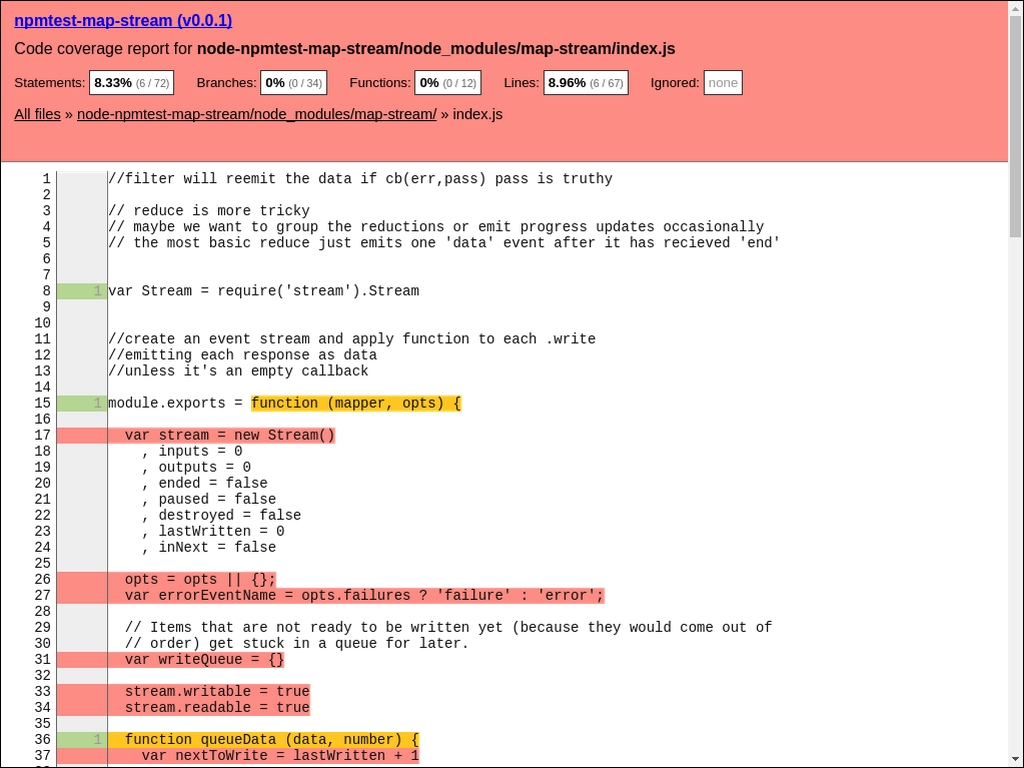 npmtest-map-stream (v0.0.1)
Code coverage report for node-npmtest-map-stream/node_modules/map-stream/index.js
Statements: 8.33% (6 / 72) Branches: 0% (0 / 34) Functions: 0% (0 / 12) Lines: 8.96% (6 / 67) Ignored: none
All files » node-npmtest-map-stream/node_modules/map-stream/ » index.js
1 //filter will reemit the data if cb(err,pass) pass is truthy
2
3 // reduce is more tricky
4 // maybe we want to group the reductions or emit progress updates occasionally
5 // the most basic reduce just emits one 'data' event after it has recieved 'end'
6
7
8 1 var Stream = require('stream').Stream
9
10
11 //create an event stream and apply function to each .write
12 //emitting each response as data
13 //unless it's an empty callback
14
15 1 module.exports = function (mapper, opts) {
16
17 var stream = new Stream()
18 , inputs = 0
19 , outputs = 0
20 , ended = false
21 , paused = false
22 , destroyed = false
23 , lastWritten = 0
24 , inNext = false
25
26 opts = opts || {};
27 var errorEventName = opts.failures ? 'failure' : 'error';
28
29 // Items that are not ready to be written yet (because they would come out of
30 // order) get stuck in a queue for later.
31 var writeQueue = {}
32
33 stream.writable = true
34 stream.readable = true
35
36 1 function queueData (data, number) {
37 var nextToWrite = lastWritten + 1